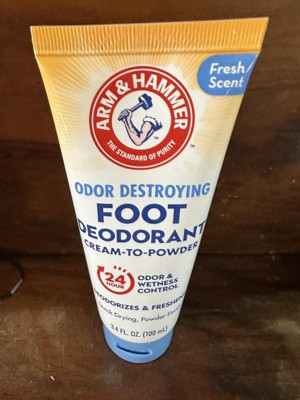 Fresh
Scent
ARM & HAMMER
THE STANDARD OF PURITY
ODOR DESTROYING
FOOT
DEODORANT
CREAM-TO-POWDER
24
HOUR
ODOR &
WETNESS
CONTROL
DEODORIZES & FRESHENS
Quick Drying, Powder
3.4 FL. OZ. (100 mL)